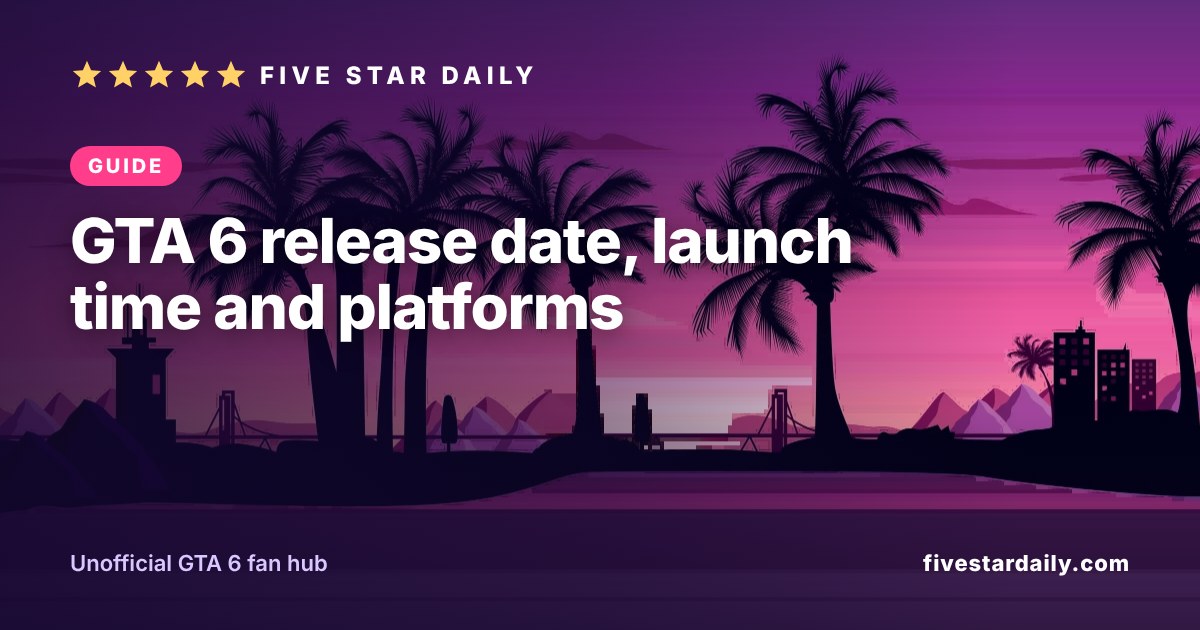 FIVE STAR DAILY
GUIDE
GTA 6 release date, launch
time and platforms
Unofficial GTA 6 fan hub
fivestardaily.com